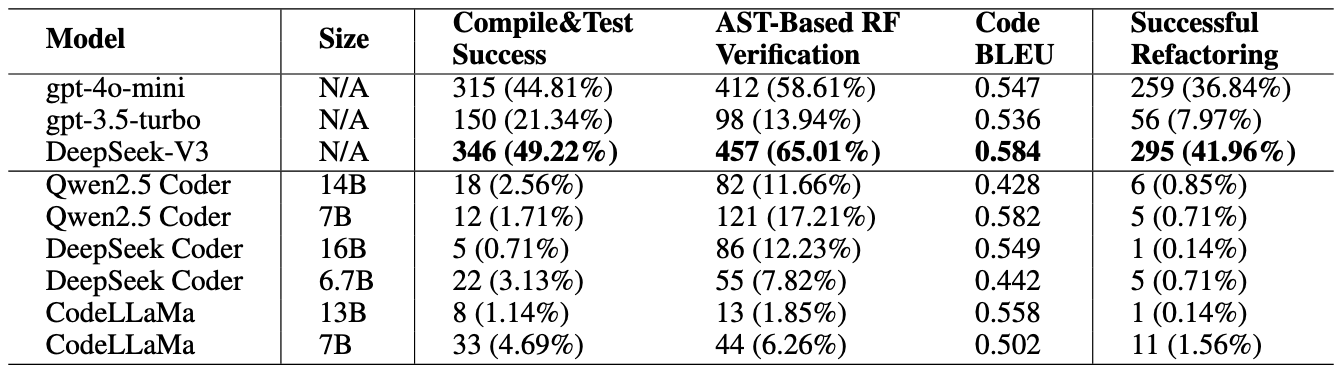 Model Size Compile&Test Success AST-Based RF Verification Code BLEU Successful Refactoring
gpt-4o-mini N/A 315 (44.81%) 412 (58.61%) 0.547 259 (36.84%)
gpt-3.5-turbo N/A 150 (21.34%) 98 (13.94%) 0.536 56 (7.97%)
DeepSeek-V3 N/A 346 (49.22%) 457 (65.01%) 0.584 295 (41.96%)
Qwen2.5 Coder 14B 18 (2.56%) 82 (11.66%) 0.428 6 (0.85%)
Qwen2.5 Coder 7B 12 (1.71%) 121 (17.21%) 0.582 5 (0.71%)
DeepSeek Coder 16B 5 (0.71%) 86 (12.23%) 0.549 1 (0.14%)
DeepSeek Coder 6.7B 22 (3.13%) 55 (7.82%) 0.442 5 (0.71%)
CodeLLaMa 13B 8 (1.14%) 13 (1.85%) 0.558 1 (0.14%)
CodeLLaMa 7B 33 (4.69%) 44 (6.26%) 0.502 11 (1.56%)